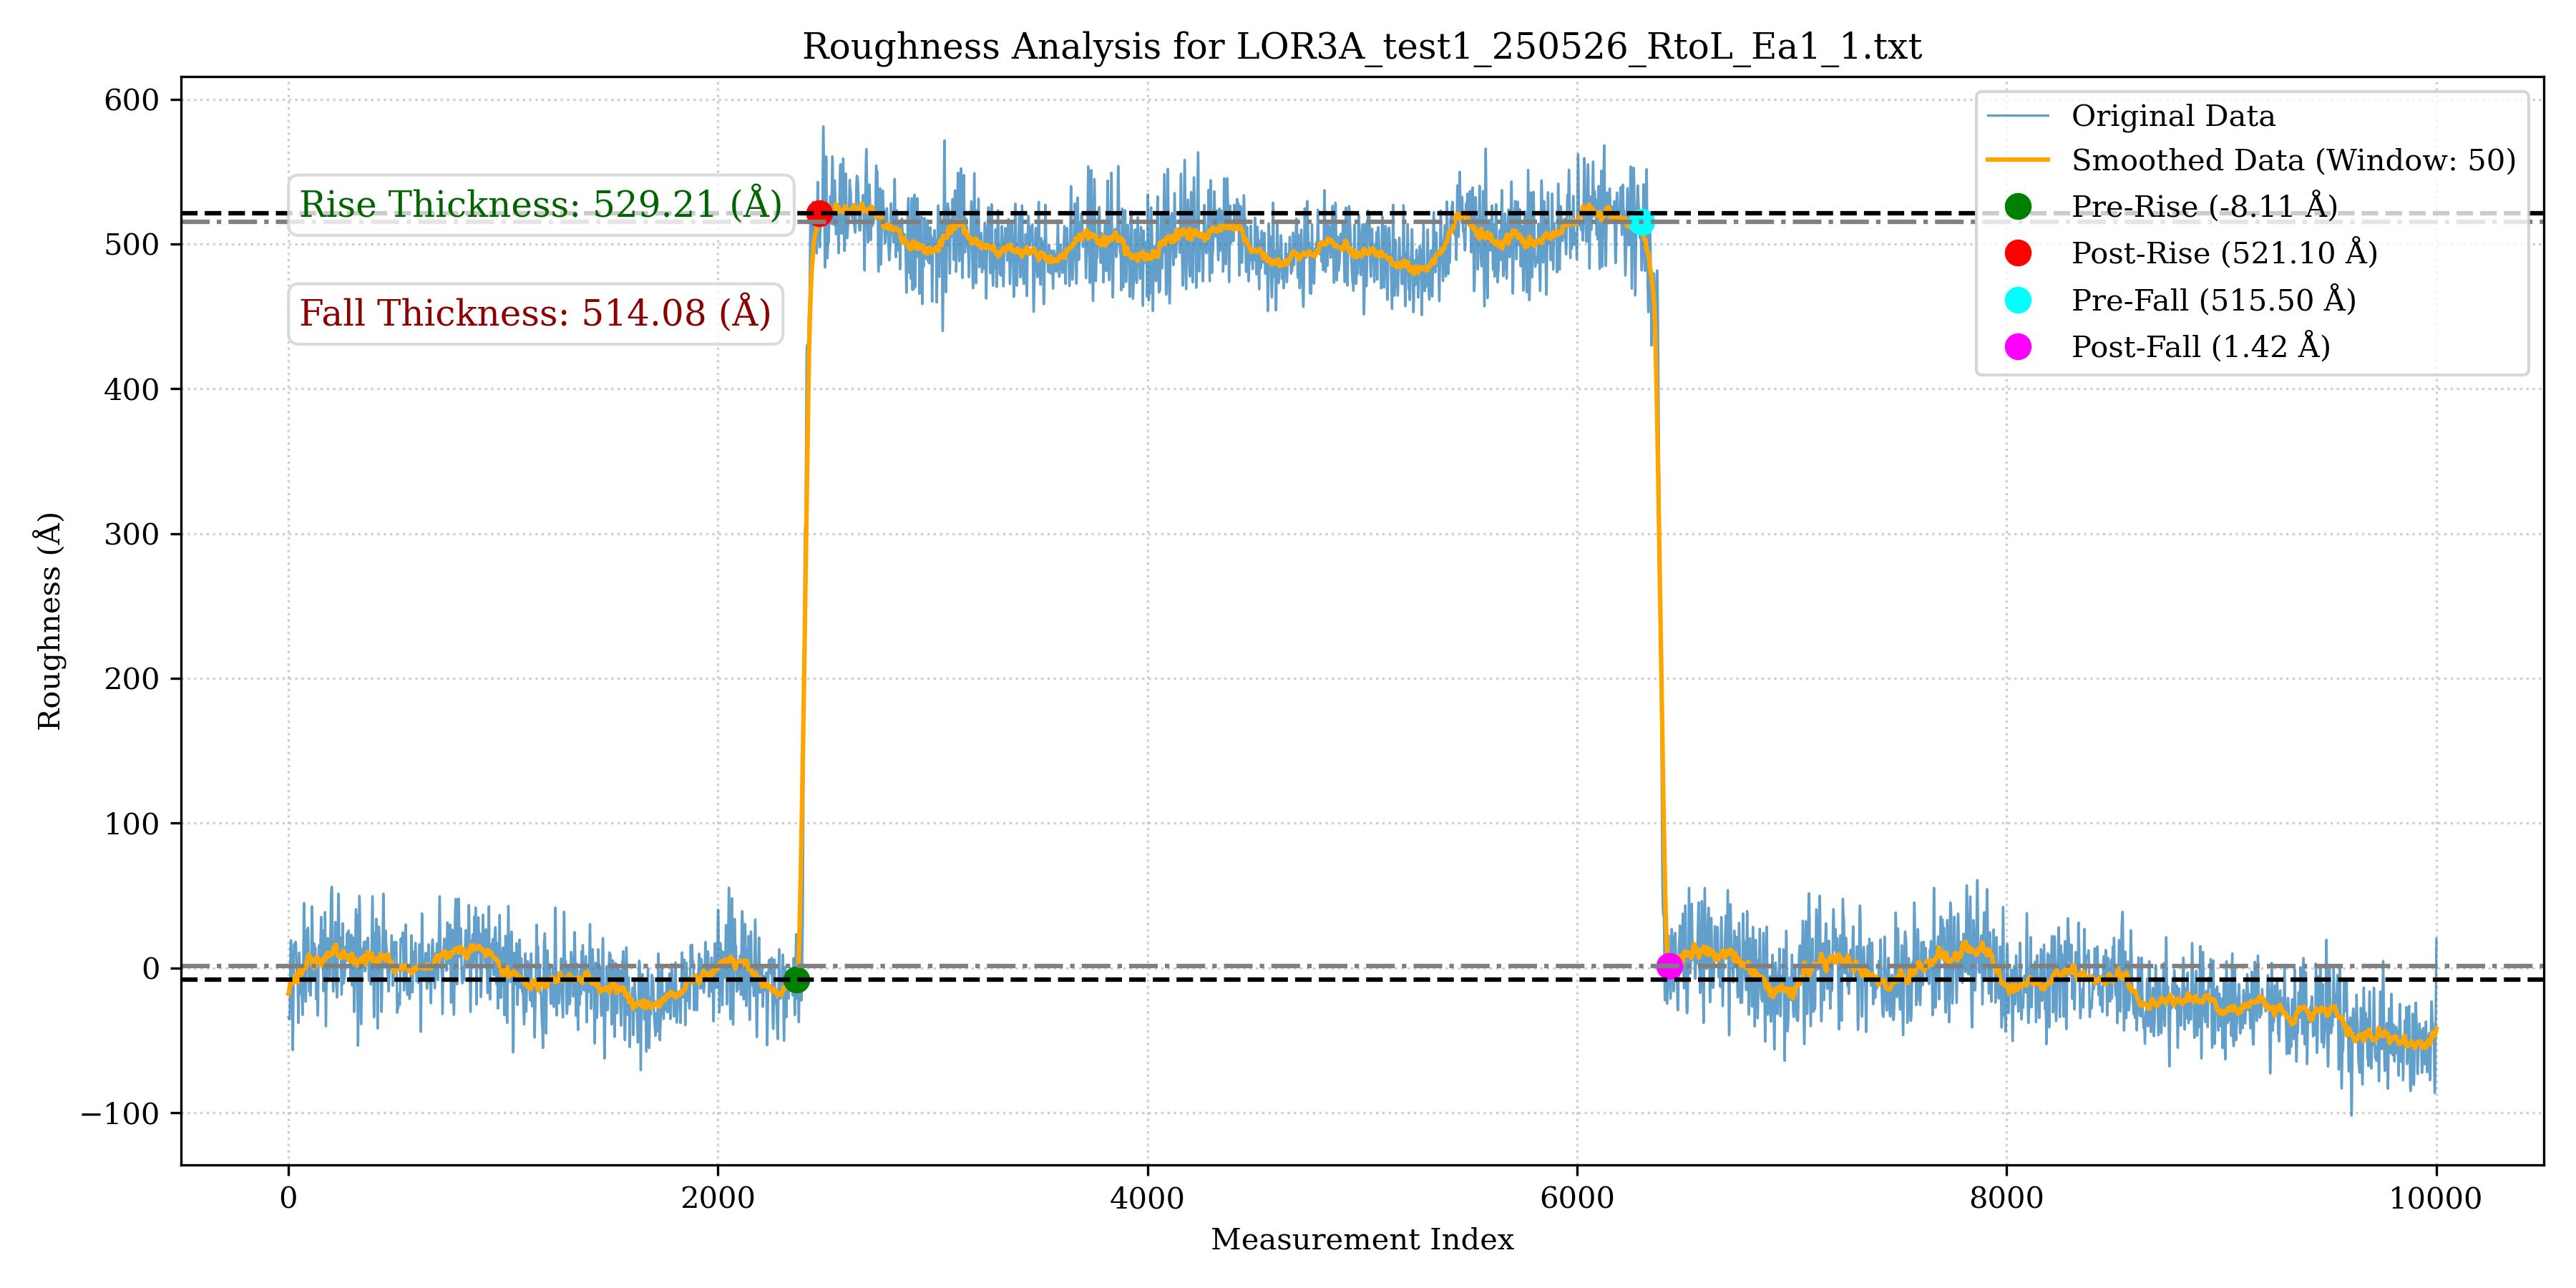 Roughness Analysis for LOR3A_test1_250526_RtoL_Ea1_1.txt
Original Data
Smoothed Data (Window: 50)
Pre-Rise (-8.11 Å)
Post-Rise (521.10 Å)
Pre-Fall (515.50 Å)
Post-Fall (1.42 Å)
Rise Thickness: 529.21 (Å)
Fall Thickness: 514.08 (Å)
Roughness (Å)
600
500
400
300
200
100
0
−100
0 2000 4000 6000 8000 10000
Measurement Index